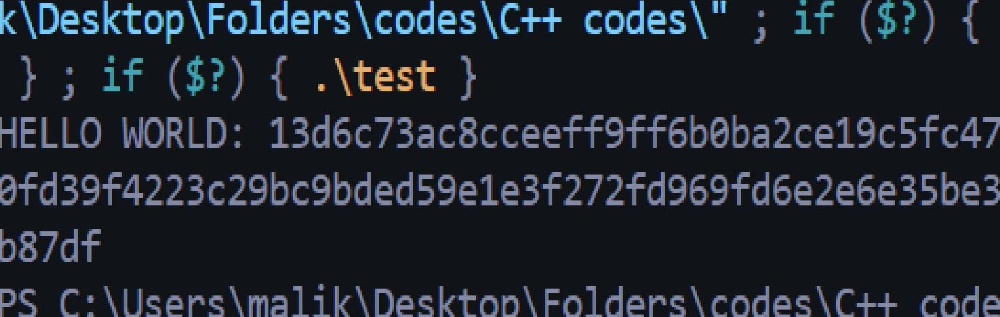 k\Desktop\Folders\codes\C++ codes\" ; if ($?) {
} ; if ($?) { .\test }
HELLO WORLD: 13d6c73ac8cceeff9ff6b0ba2ce19c5fc47
0fd39f4223c29bc9bded59e1e3f272fd969fd6e2e6e35be3
b87df
PS C:\Users\malik\Desktop\Folders\codes\C++ code